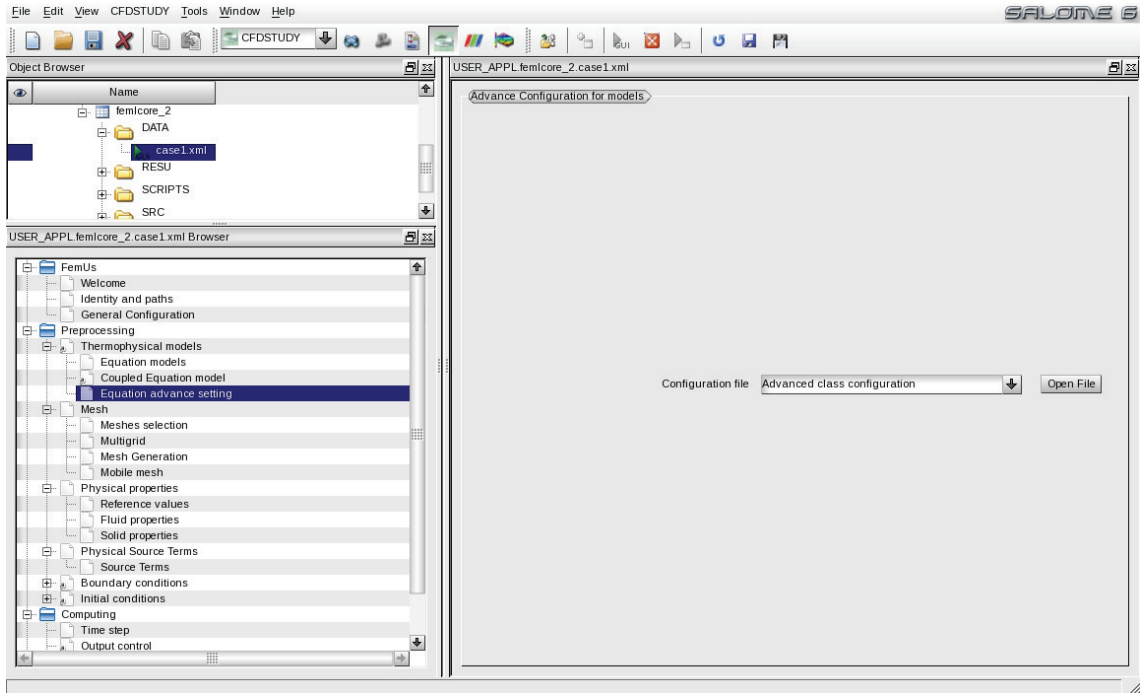 File Edit View CFDSTUDY Tools Window Help
SALOME 6
CFDSTUDY
GUI
Object Browser
Name
femlcore_2
DATA
case1.xml
RESU
SCRIPTS
SRC
USER_APPL.femlcore_2.case1.xml Browser
FemUs
Welcome
Identity and paths
General Configuration
Preprocessing
Thermophysical models
Equation models
Coupled Equation model
Equation advance setting
Mesh
Meshes selection
Multigrid
Mesh Generation
Mobile mesh
Physical properties
Reference values
Fluid properties
Solid properties
Physical Source Terms
Source Terms
Boundary conditions
Initial conditions
Computing
Time step
Output control
USER_APPL.femlcore_2.case1.xml
Advance Configuration for models
Configuration file Advanced class configuration Open File